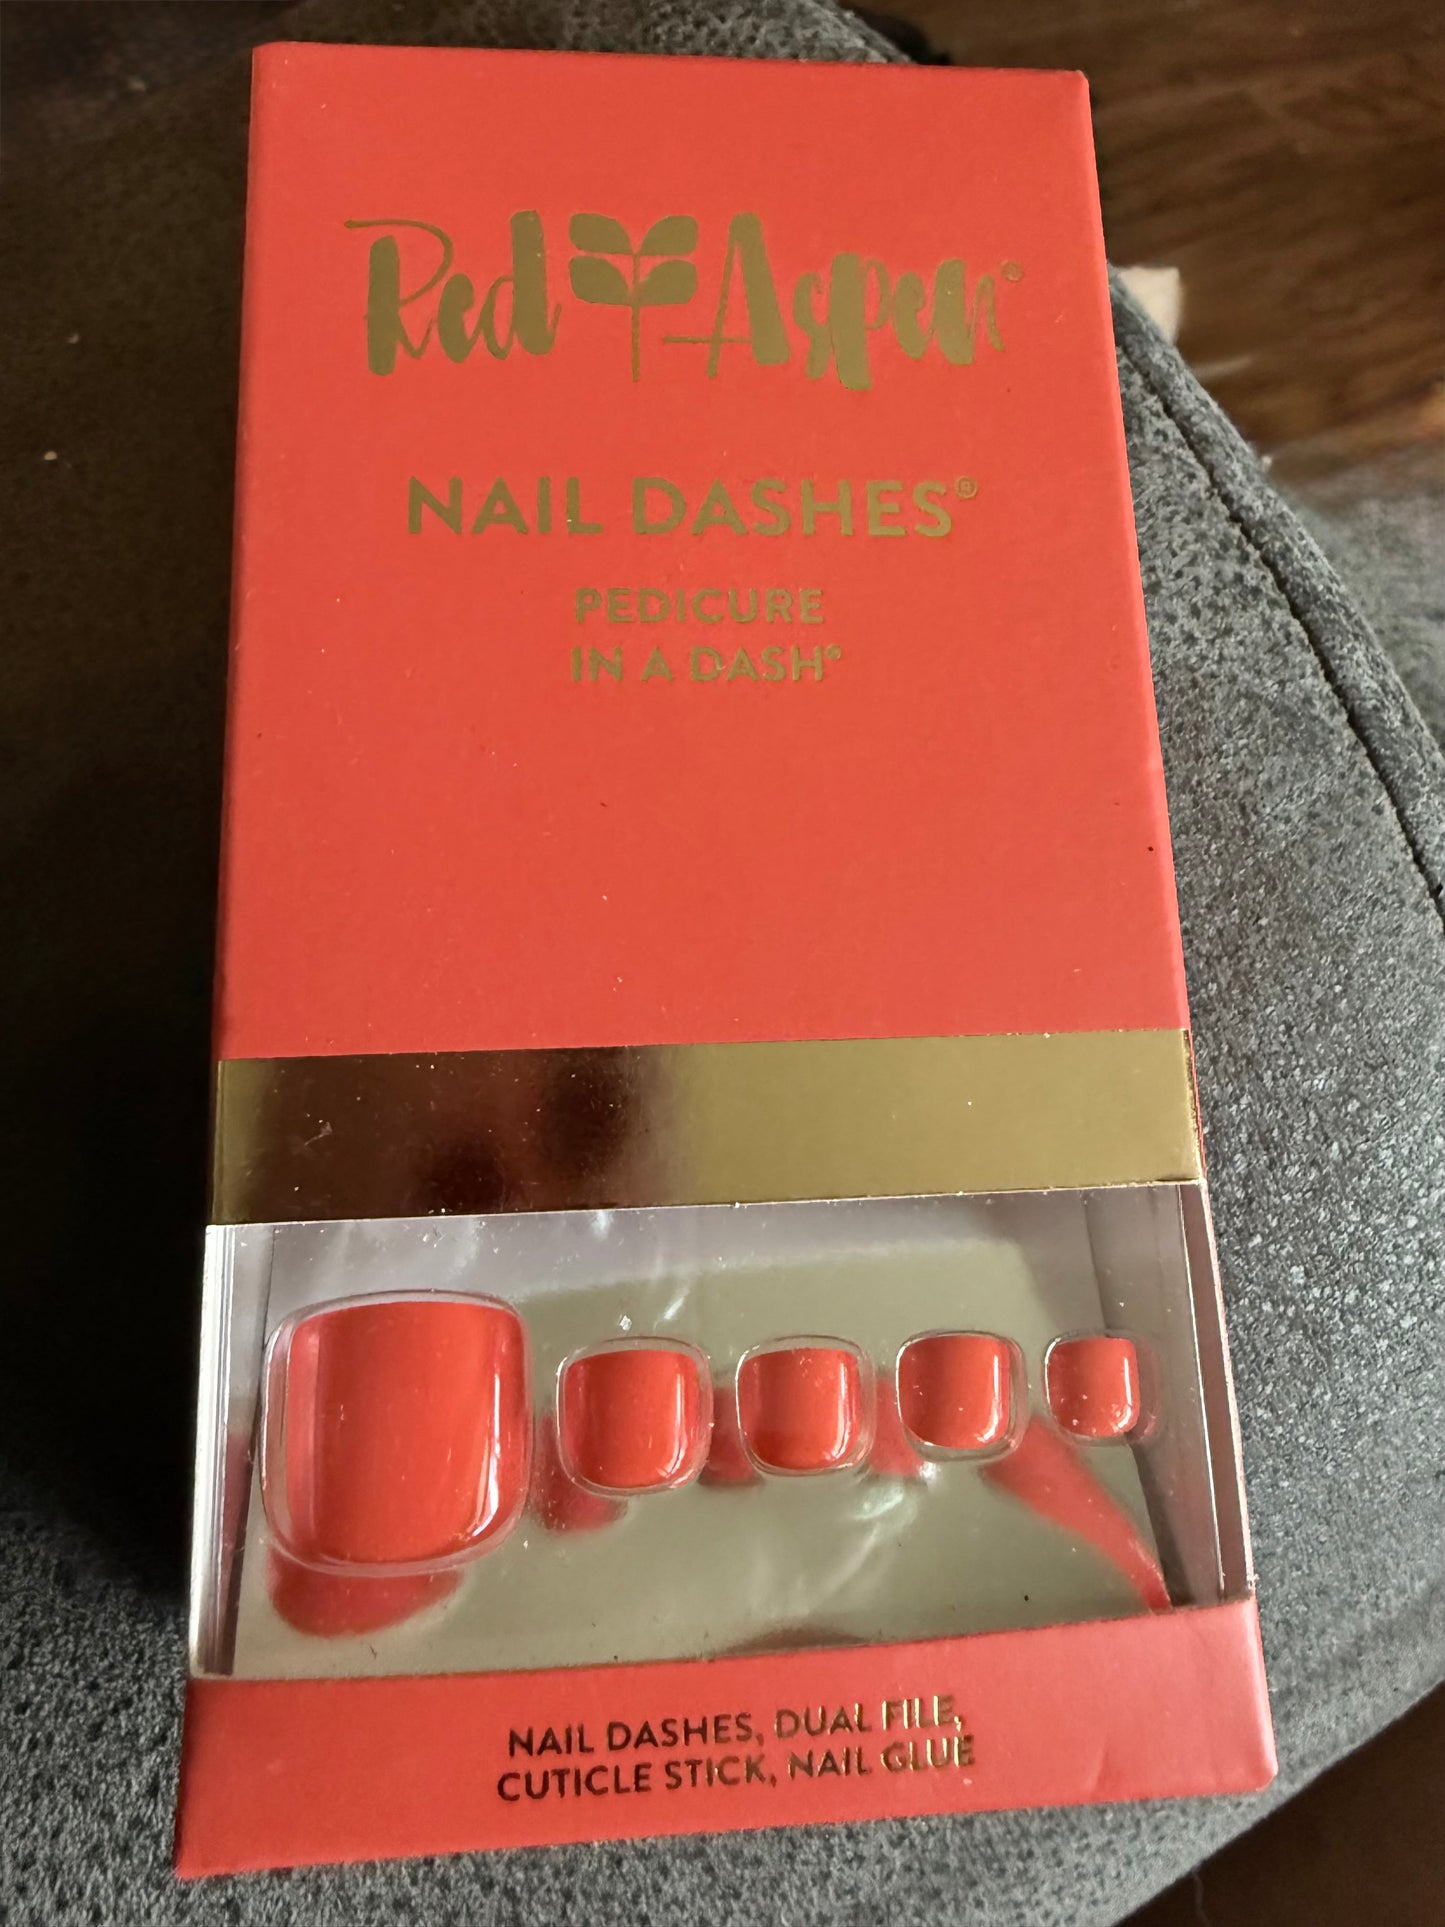 Red Aspen®
NAIL DASHES®
PEDICURE
IN A DASH®
NAIL DASHES, DUAL FILE,
CUTICLE STICK, NAIL GLUE